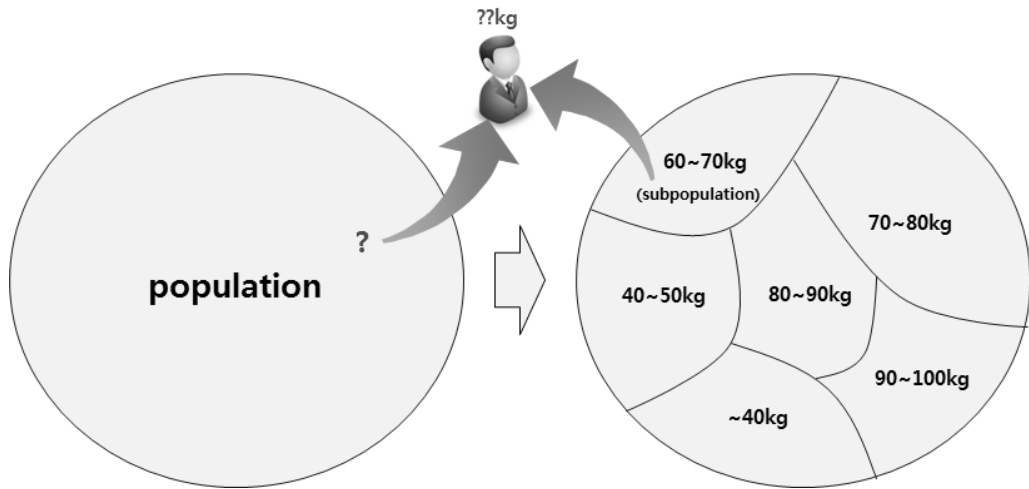 ??kg
?
population
60~70kg
(subpopulation)
70~80kg
40~50kg
80~90kg
90~100kg
~40kg